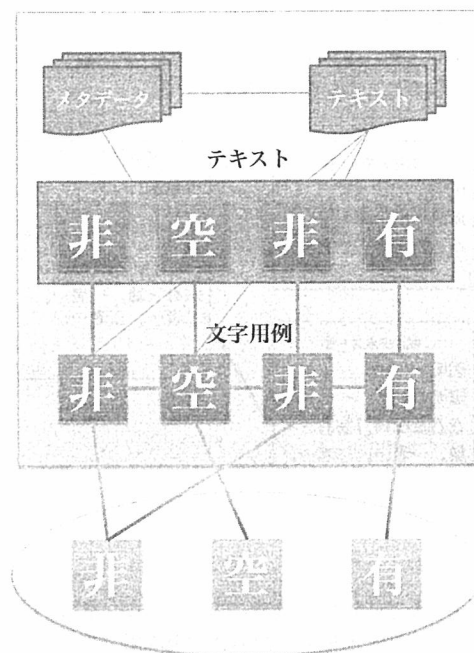 メタデータ テキスト
テキスト
非 空 非 有
文字用例
非 空 非 有
非 空 有